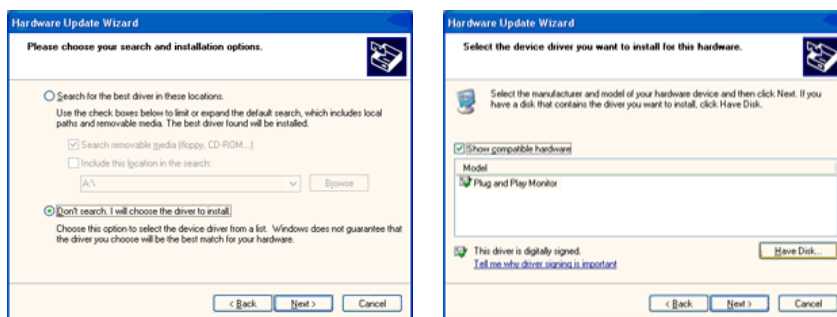 Hardware Update Wizard
Please choose your search and installation options.
Search for the best driver in these locations.
Use the check boxes below to limit or expand the default search, which includes local
paths and removable media. The best driver found will be installed.
Search removable media (floppy, CD-ROM...)
Include this location in the search:
A:\
Browse
Don't search. I will choose the driver to install.
Choose this option to select the device driver from a list. Windows does not guarantee that
the driver you choose will be the best match for your hardware.
< Back
Next >
Cancel
Hardware Update Wizard
Select the device driver you want to install for this hardware.
Select the manufacturer and model of your hardware device and then click Next. If you
have a disk that contains the driver you want to install, click Have Disk.
Show compatible hardware
Model
Plug and Play Monitor
This driver is digitally signed.
Tell me why driver signing is important
Have Disk...
< Back
Next >
Cancel